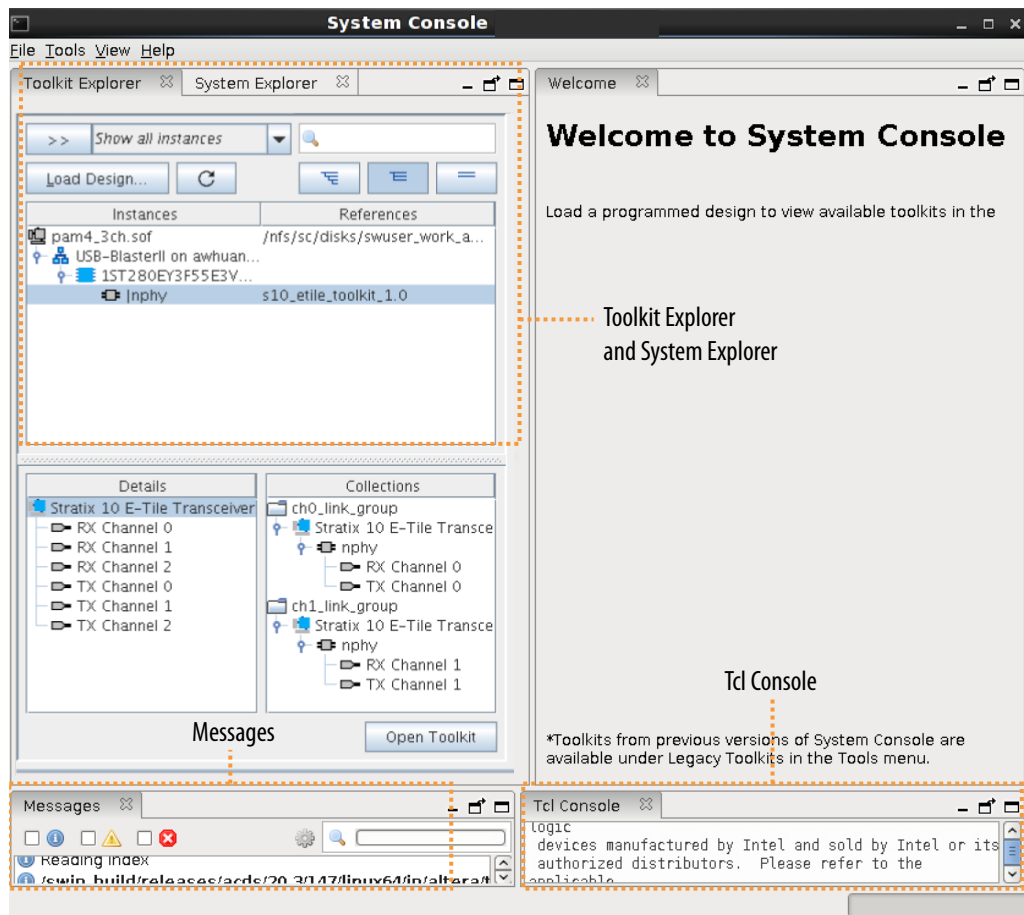 System Console
File Tools View Help
Toolkit Explorer
System Explorer
Welcome
>>
Show all instances
Load Design...
Instances
References
pam4_3ch.sof
/nfs/sc/disks/swuser_work_a...
USB-BlasterII on awhuan...
1ST280EY3F55E3V...
|nphy
s10_etile_toolkit_1.0
Welcome to System Console
Load a programmed design to view available toolkits in the
Toolkit Explorer
and System Explorer
Details
Stratix 10 E-Tile Transceiver
RX Channel 0
RX Channel 1
RX Channel 2
TX Channel 0
TX Channel 1
TX Channel 2
Collections
ch0_link_group
Stratix 10 E-Tile Transce
nphy
RX Channel 0
TX Channel 0
ch1_link_group
Stratix 10 E-Tile Transce
nphy
RX Channel 1
TX Channel 1
Open Toolkit
Tcl Console
*Toolkits from previous versions of System Console are
available under Legacy Toolkits in the Tools menu.
Messages
Messages
Reading index
/swip_build/releases/acds/20.3/147/linux64/ip/altera/t
Tcl Console
logic
devices manufactured by Intel and sold by Intel or its
authorized distributors.  Please refer to the
applicable